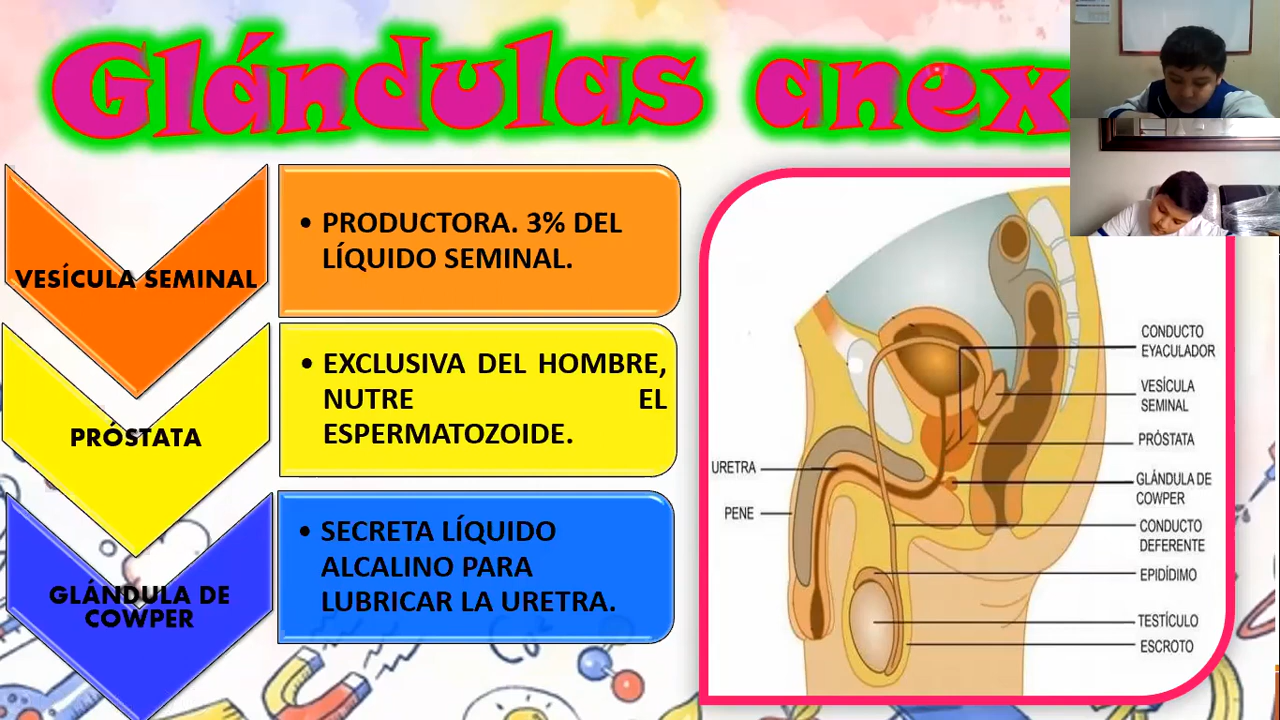 Glándulas anex
VESÍCULA SEMINAL
• PRODUCTORA. 3% DEL
LÍQUIDO SEMINAL.
PRÓSTATA
• EXCLUSIVA DEL HOMBRE,
NUTRE EL
ESPERMATOZOIDE.
GLÁNDULA DE
COWPER
• SECRETA LÍQUIDO
ALCALINO PARA
LUBRICAR LA URETRA.
URETRA
PENE
CONDUCTO
EYACULADOR
VESÍCULA
SEMINAL
PRÓSTATA
GLÁNDULA DE
COWPER
CONDUCTO
DEFERENTE
EPIDÍDIMO
TESTÍCULO
ESCROTO